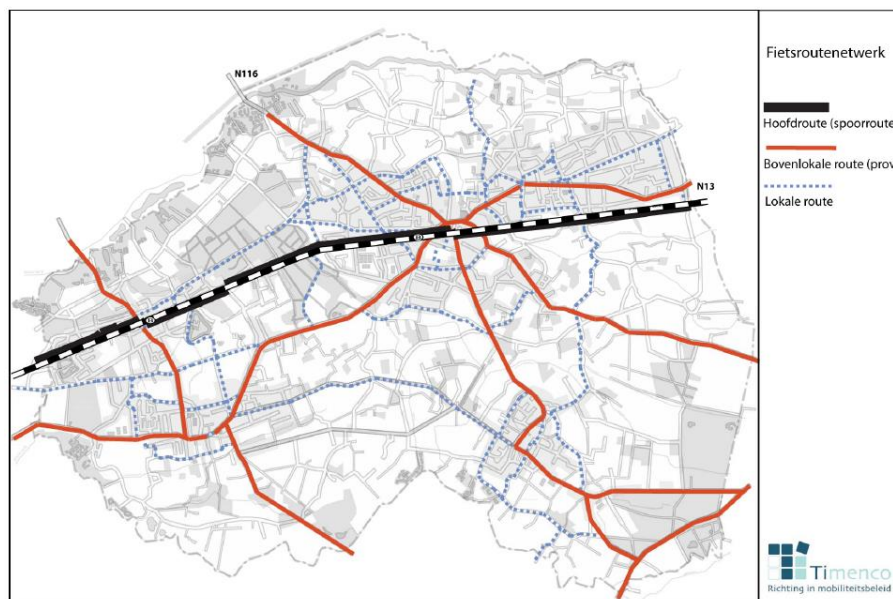 Fietsroutenetwerk
Hoofdroute (spoorroute
Bovenlokale route (prov
Lokale route
N116
N13
Timenco
Richting in mobiliteitsbeleid